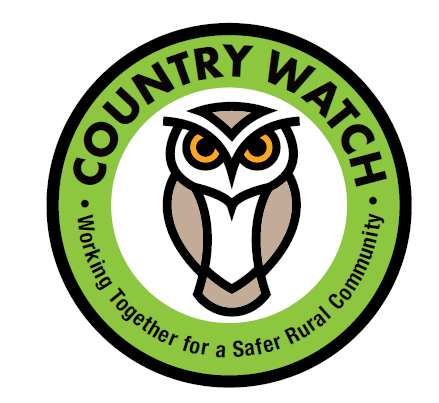 • COUNTRY WATCH •
Working Together for a Safer Rural Community